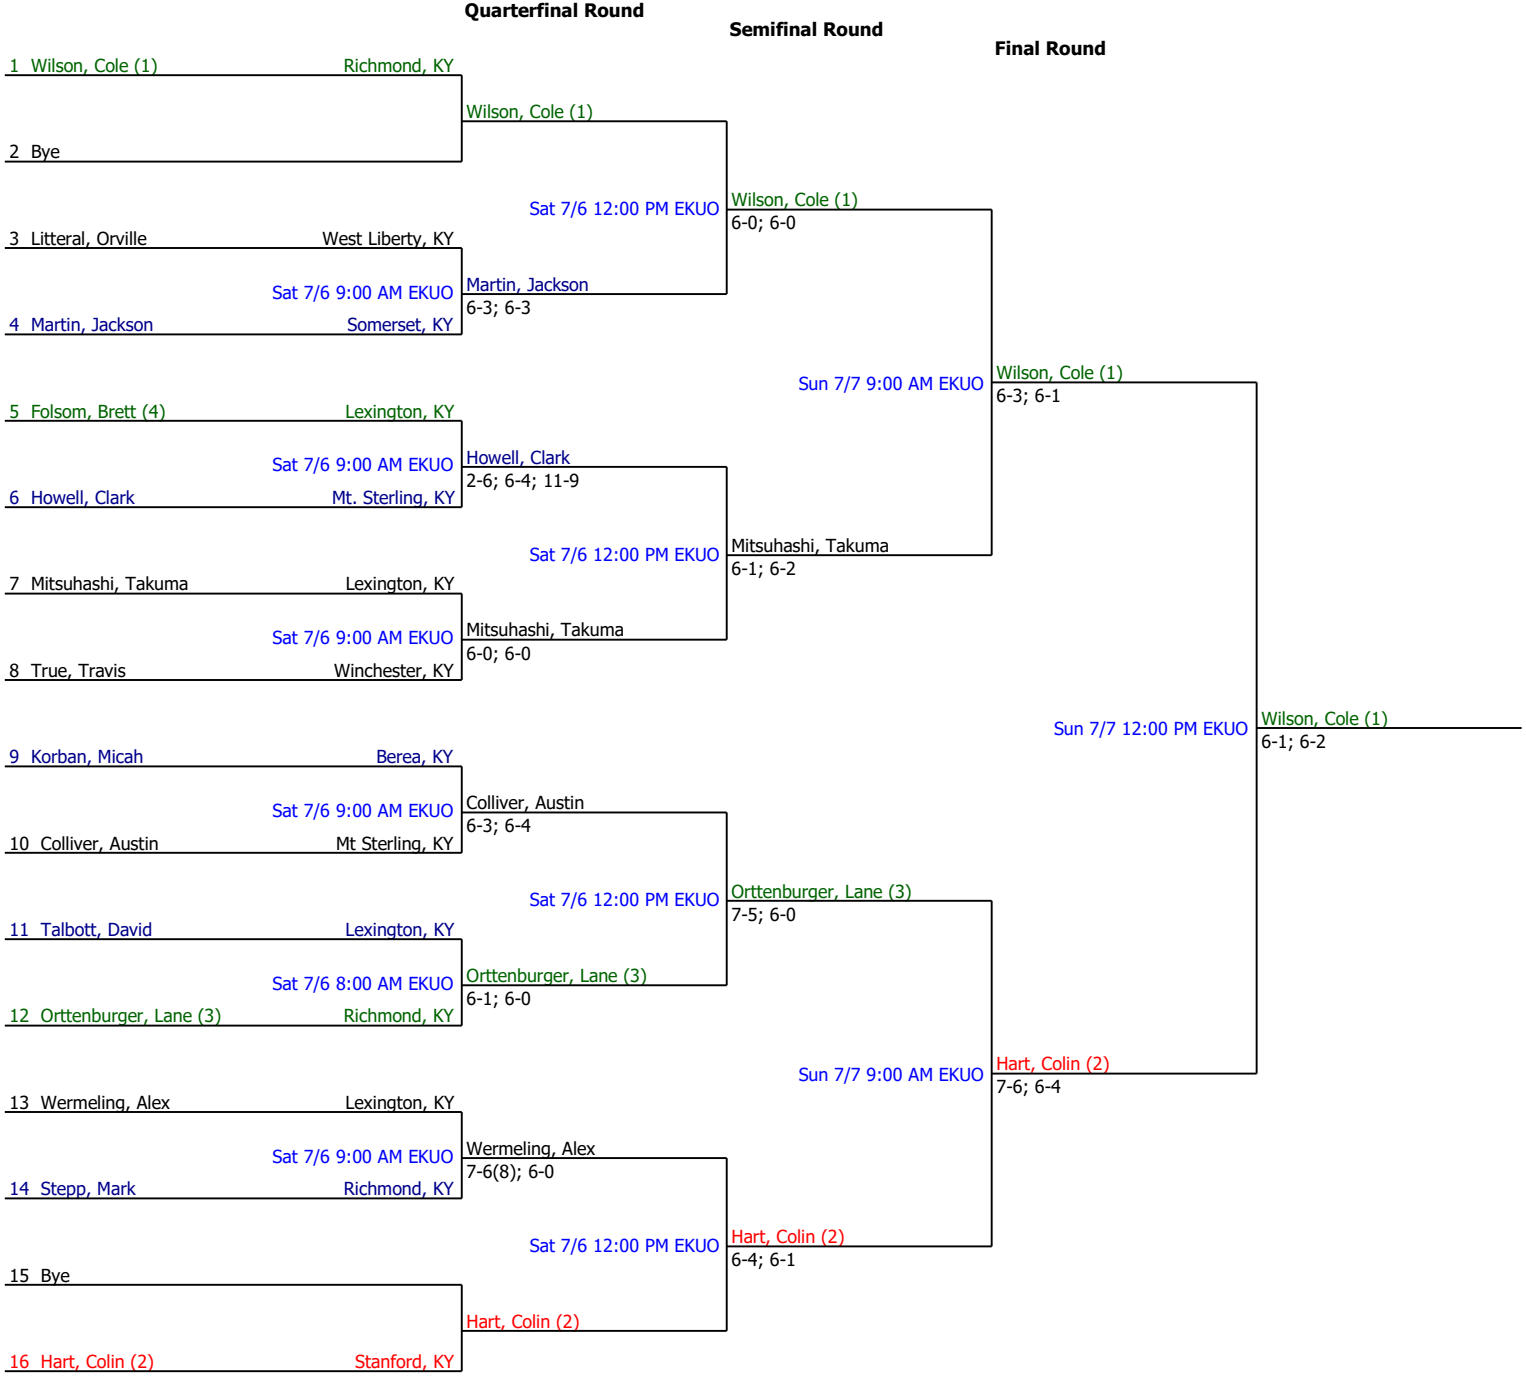 Quarterfinal Round
Semifinal Round
Final Round
1 Wilson, Cole (1) Richmond, KY
Wilson, Cole (1)
2 Bye
Sat 7/6 12:00 PM EKUO Wilson, Cole (1)
6-0; 6-0
3 Litteral, Orville West Liberty, KY
Sat 7/6 9:00 AM EKUO Martin, Jackson
6-3; 6-3
4 Martin, Jackson Somerset, KY
Sun 7/7 9:00 AM EKUO Wilson, Cole (1)
6-3; 6-1
5 Folsom, Brett (4) Lexington, KY
Sat 7/6 9:00 AM EKUO Howell, Clark
2-6; 6-4; 11-9
6 Howell, Clark Mt. Sterling, KY
Sat 7/6 12:00 PM EKUO Mitsuhashi, Takuma
6-1; 6-2
7 Mitsuhashi, Takuma Lexington, KY
Sat 7/6 9:00 AM EKUO Mitsuhashi, Takuma
6-0; 6-0
8 True, Travis Winchester, KY
Sun 7/7 12:00 PM EKUO Wilson, Cole (1)
6-1; 6-2
9 Korban, Micah Berea, KY
Sat 7/6 9:00 AM EKUO Colliver, Austin
6-3; 6-4
10 Colliver, Austin Mt Sterling, KY
Sat 7/6 12:00 PM EKUO Orttenburger, Lane (3)
7-5; 6-0
11 Talbott, David Lexington, KY
Sat 7/6 8:00 AM EKUO Orttenburger, Lane (3)
6-1; 6-0
12 Orttenburger, Lane (3) Richmond, KY
Sun 7/7 9:00 AM EKUO Hart, Colin (2)
7-6; 6-4
13 Wermeling, Alex Lexington, KY
Sat 7/6 9:00 AM EKUO Wermeling, Alex
7-6(8); 6-0
14 Stepp, Mark Richmond, KY
Sat 7/6 12:00 PM EKUO Hart, Colin (2)
6-4; 6-1
15 Bye
Hart, Colin (2)
16 Hart, Colin (2) Stanford, KY